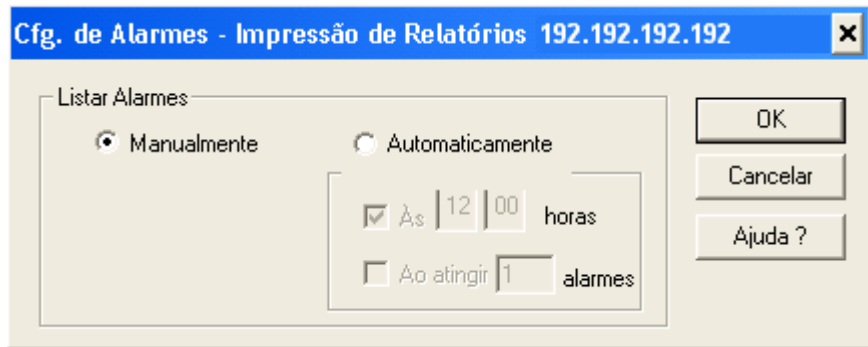 Cfg. de Alarmes - Impressão de Relatórios 192.192.192.192
Listar Alarmes
Manualmente
Automaticamente
Às 12 00 horas
Ao atingir 1 alarmes
OK
Cancelar
Ajuda ?